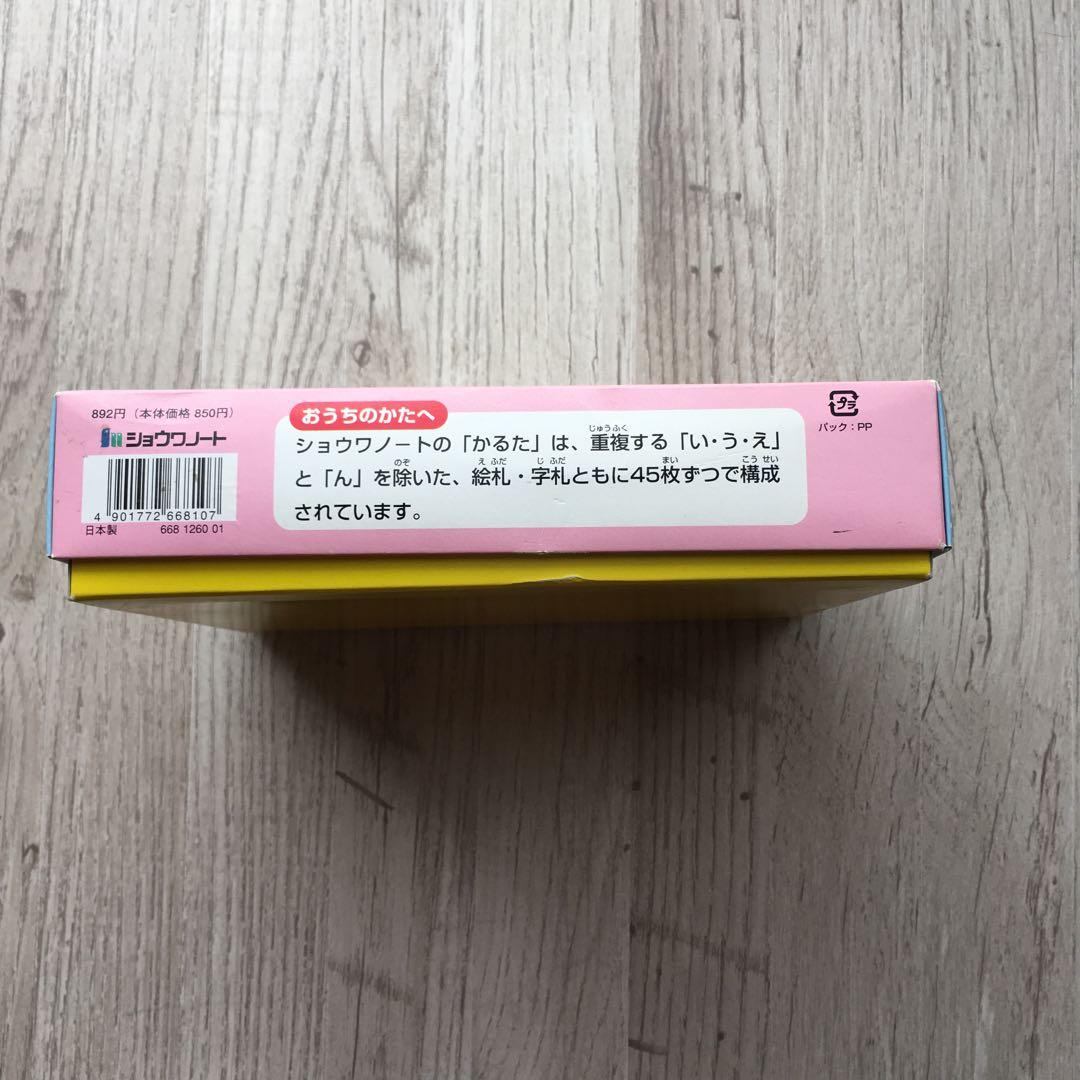 892円（本体価格 850円）
ショウワノート
4 901772 668107
日本製 668 1260 01
おうちのかたへ
ショウワノートの「かるた」は、重複する「い・う・え」
と「ん」を除いた、絵札・字札ともに45枚ずつで構成
されています。
じゅうふく
のぞ えふだ じふだ まい こうせい
プラ
パック：PP